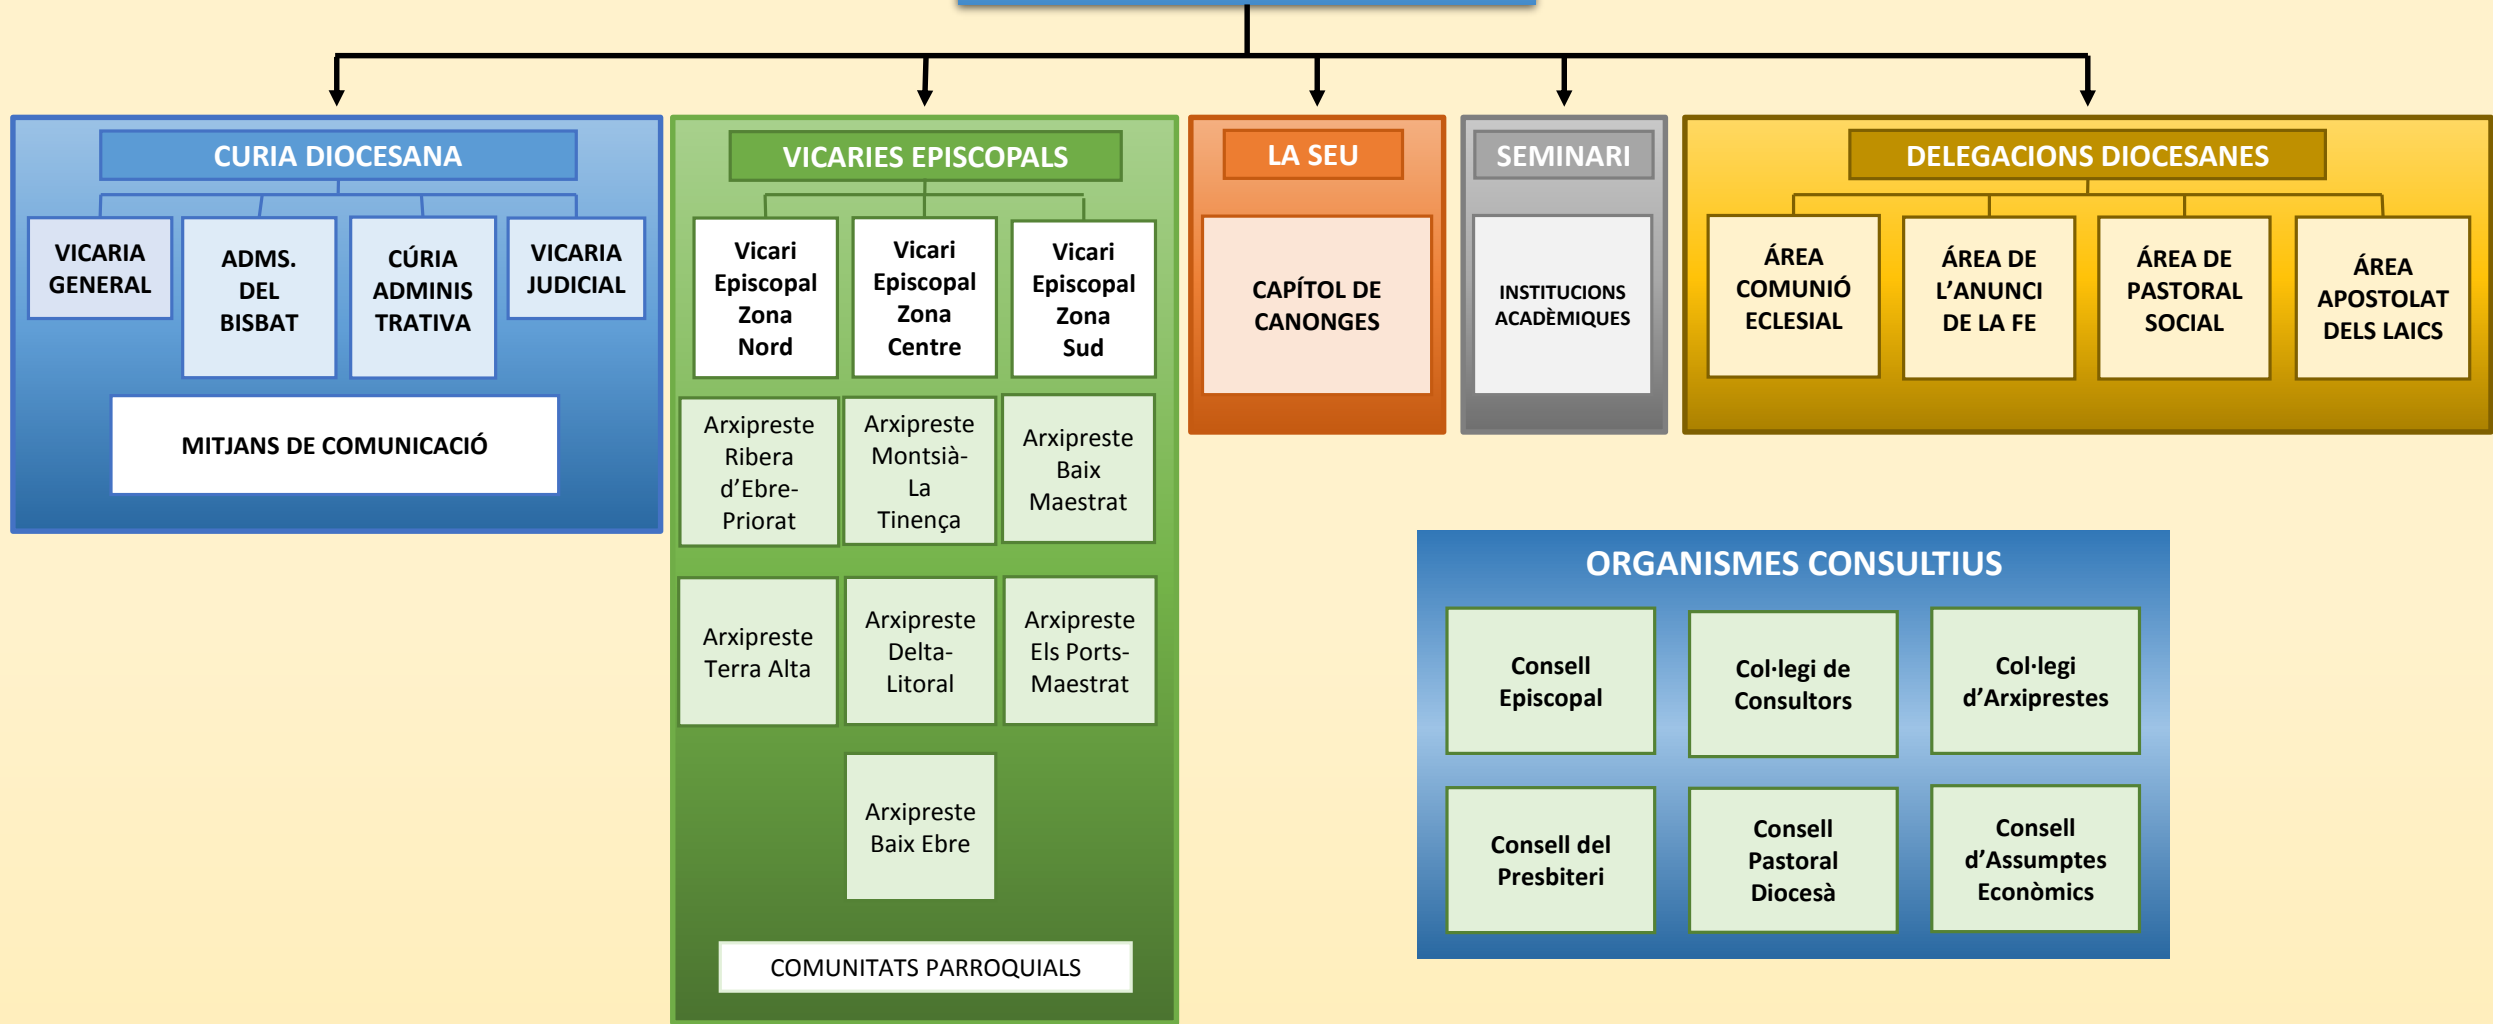 CURIA DIOCESANA
VICARIA
GENERAL
ADMS.
DEL
BISBAT
CÚRIA
ADMINIS
TRATIVA
VICARIA
JUDICIAL
MITJANS DE COMUNICACIÓ
VICARIES EPISCOPALS
Vicari
Episcopal
Zona
Nord
Vicari
Episcopal
Zona
Centre
Vicari
Episcopal
Zona
Sud
Arxipreste
Ribera
d’Ebre-
Priorat
Arxipreste
Montsià-
La
Tinença
Arxipreste
Baix
Maestrat
Arxipreste
Terra Alta
Arxipreste
Delta-
Litoral
Arxipreste
Els Ports-
Maestrat
Arxipreste
Baix Ebre
COMUNITATS PARROQUIALS
LA SEU
CAPÍTOL DE
CANONGES
SEMINARI
INSTITUCIONS
ACADÈMIQUES
DELEGACIONS DIOCESANES
ÁREA
COMUNIÓ
ECLESIAL
ÁREA DE
L’ANUNCI
DE LA FE
ÁREA DE
PASTORAL
SOCIAL
ÁREA
APOSTOLAT
DELS LAICS
ORGANISMES CONSULTIUS
Consell
Episcopal
Col·legi de
Consultors
Col·legi
d’Arxiprestes
Consell del
Presbiteri
Consell
Pastoral
Diocesà
Consell
d’Assumptes
Econòmics